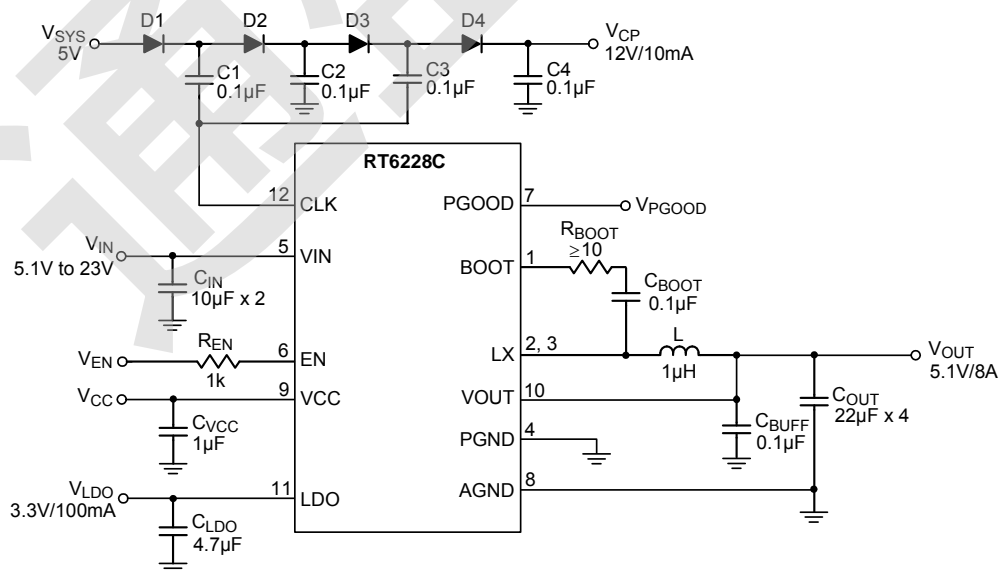 D1 D2 D3 D4
VSYS
5V
VCP
12V/10mA
C1
0.1µF
C2
0.1µF
C3
0.1µF
C4
0.1µF
RT6228C
12 CLK
PGOOD 7
VPGOOD
VIN
5.1V to 23V
5 VIN
CIN
10µF x 2
RBOOT
≥10
BOOT 1
CBOOT
0.1µF
VEN
REN
1k
6 EN
LX 2, 3
L
1µH
VOUT
5.1V/8A
VCC
9 VCC
CVCC
1µF
VOUT 10
CBUFF
0.1µF
COUT
22µF x 4
PGND 4
AGND 8
VLDO
3.3V/100mA
11 LDO
CLDO
4.7µF